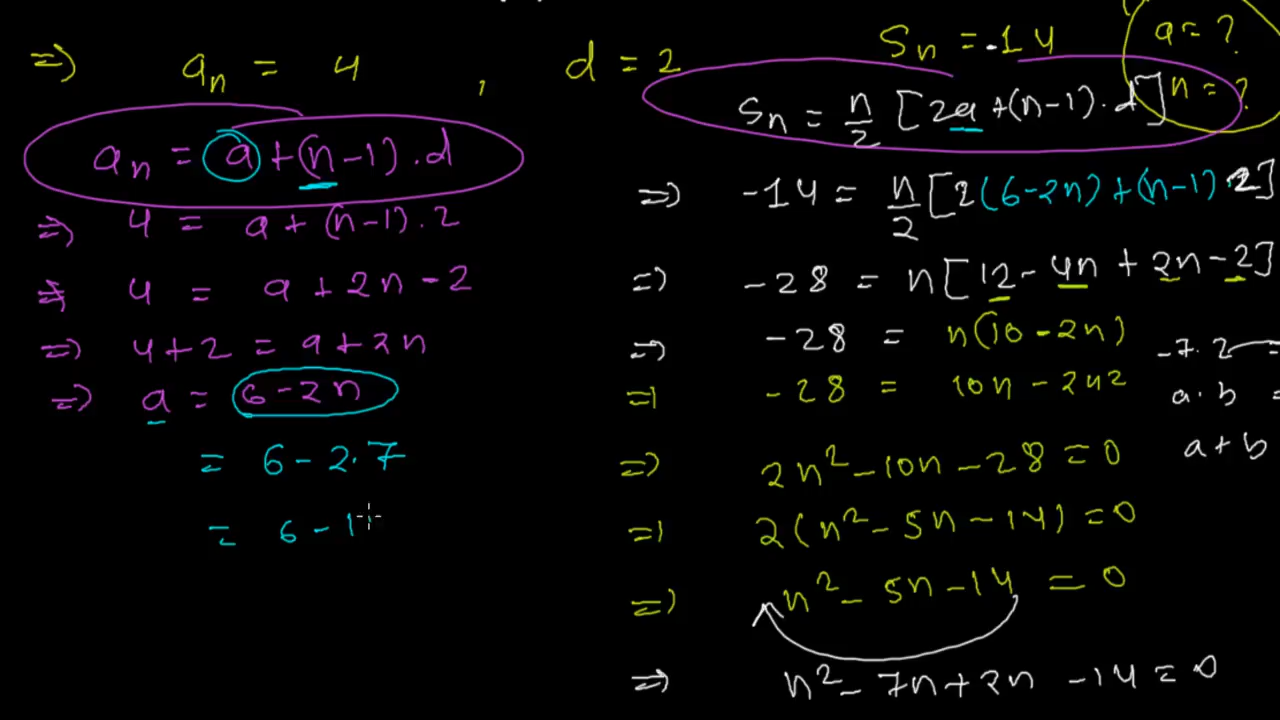 => aₙ = 4 , d = 2
aₙ = a + (n-1).d
=> 4 = a + (n-1).2
=> 4 = a + 2n - 2
=> 4+2 = a + 2n
=> a = 6 - 2n
= 6 - 2.7
= 6 - 1
Sₙ = -14
a = ?
n = ?
Sₙ = n/2 [2a + (n-1).d]
=> -14 = n/2 [2(6-2n) + (n-1).2]
=> -28 = n[12 - 4n + 2n - 2]
=> -28 = n(10 - 2n)
=> -28 = 10n - 2n2
=> 2n² - 10n - 28 = 0
=> 2(n² - 5n - 14) = 0
=> n² - 5n - 14 = 0
=> n² - 7n + 2n - 14 = 0
-7.2 =
a.b =
a + b